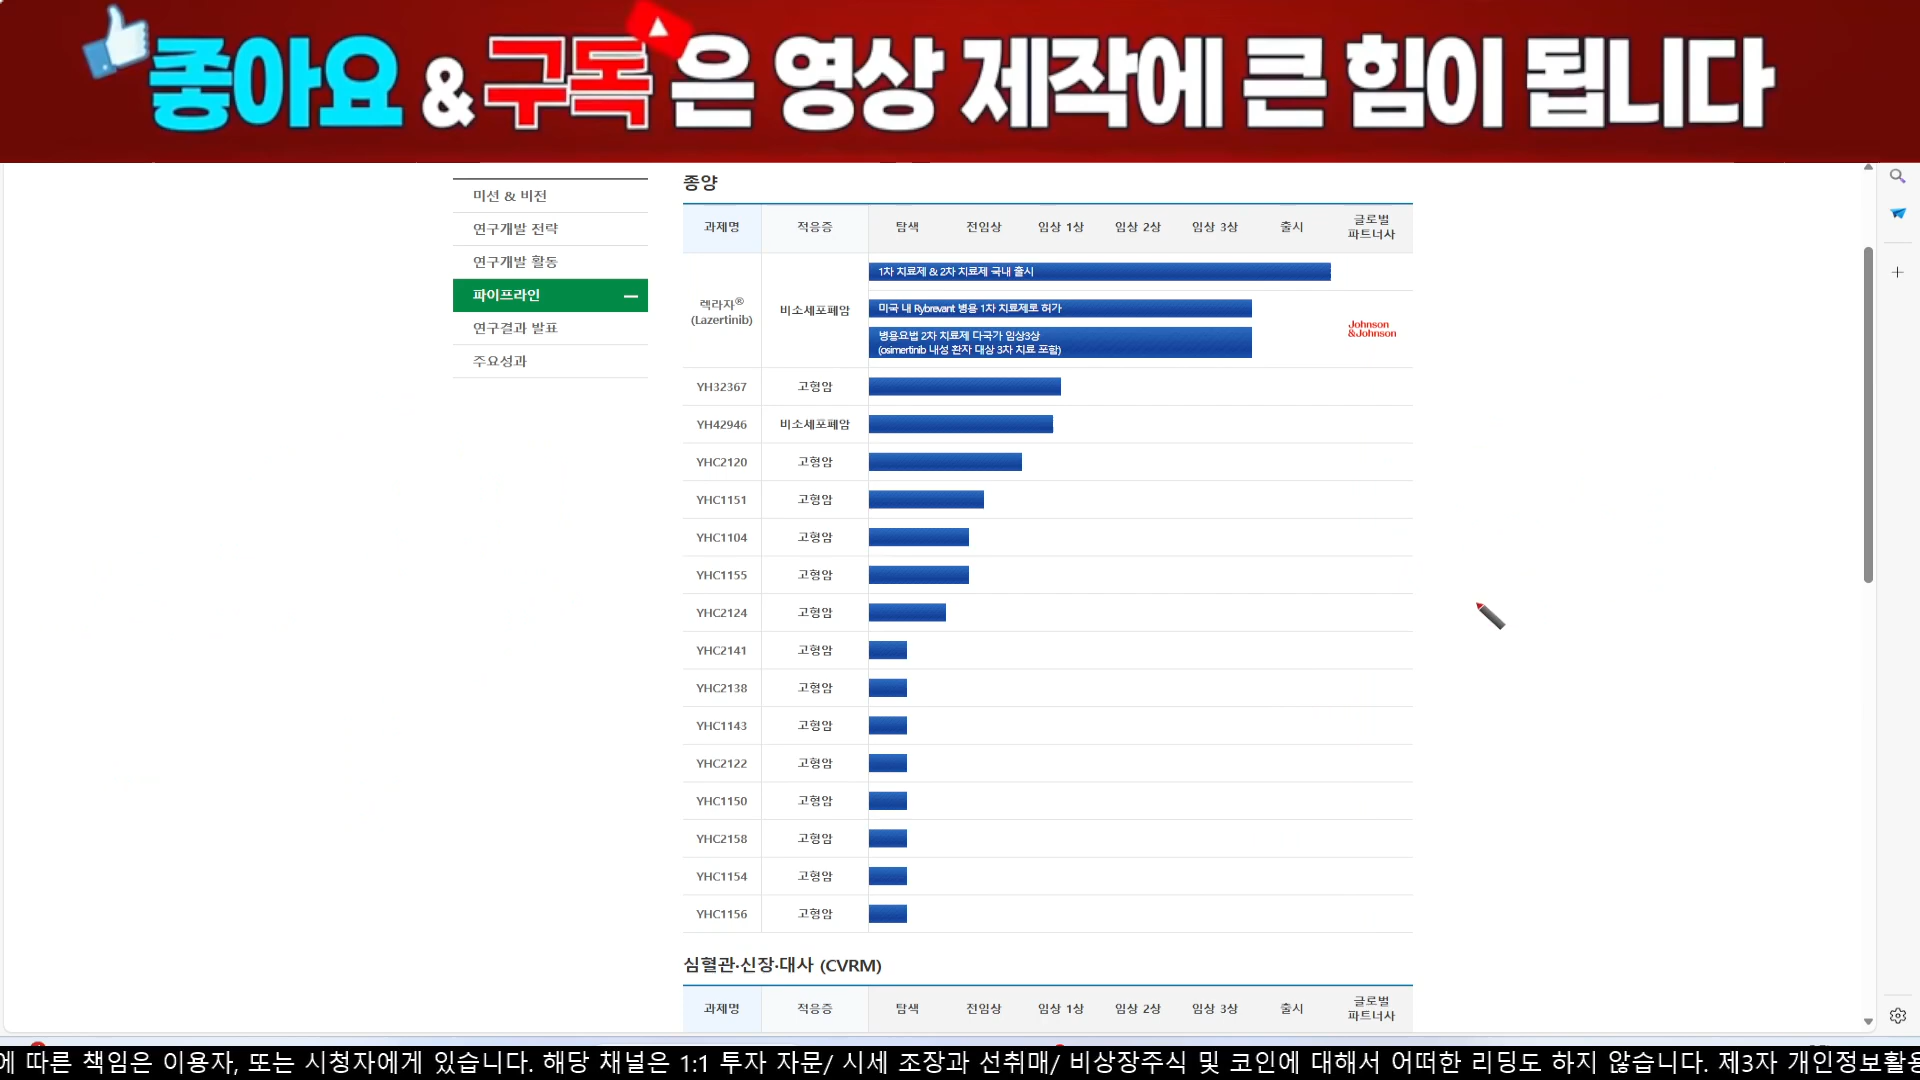 좋아요 & 구독 은 영상 제작에 큰 힘이 됩니다
미션 & 비전
연구개발 전략
연구개발 활동
파이프라인
연구결과 발표
주요성과
종양
과제명 적응증 탐색 전임상 임상 1상 임상 2상 임상 3상 출시 글로벌 파트너사
렉라자® (Lazertinib) 비소세포폐암
1차 치료제 & 2차 치료제 국내 출시
미국 내 Rybrevant 병용 1차 치료제로 허가
병용요법 2차 치료제 다국가 임상3상
(osimertinib 내성 환자 대상 3차 치료 포함)
Johnson
&Johnson
YH32367 고형암
YH42946 비소세포폐암
YHC2120 고형암
YHC1151 고형암
YHC1104 고형암
YHC1155 고형암
YHC2124 고형암
YHC2141 고형암
YHC2138 고형암
YHC1143 고형암
YHC2122 고형암
YHC1150 고형암
YHC2158 고형암
YHC1154 고형암
YHC1156 고형암
심혈관·신장·대사 (CVRM)
과제명 적응증 탐색 전임상 임상 1상 임상 2상 임상 3상 출시 글로벌 파트너사
에 따른 책임은 이용자, 또는 시청자에게 있습니다. 해당 채널은 1:1 투자 자문/ 시세 조장과 선취매/ 비상장주식 및 코인에 대해서 어떠한 리딩도 하지 않습니다. 제3자 개인정보활용